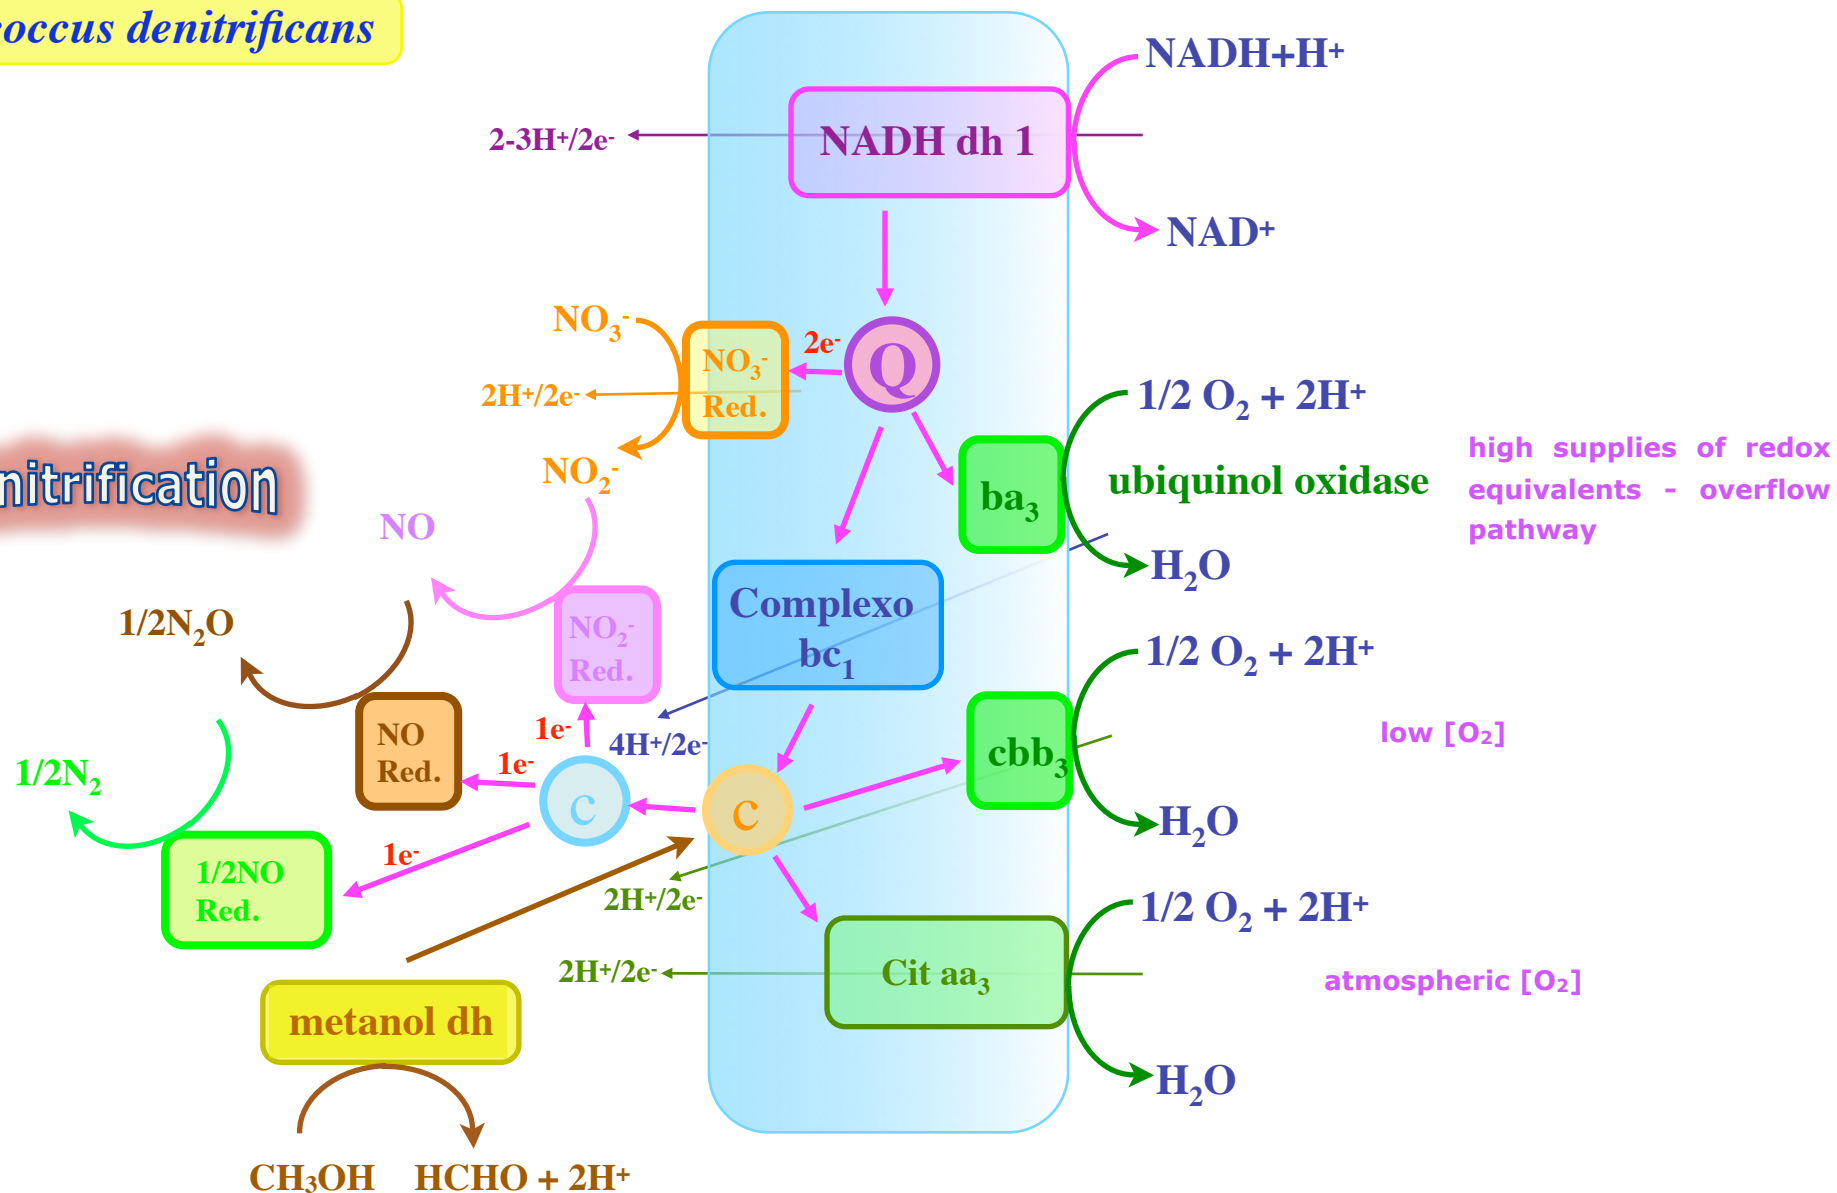 denitrificans
NADH+H⁺
2-3H⁺/2e⁻
NADH dh 1
NAD⁺
NO₃⁻
2e⁻
Q
NO₃⁻
Red.
2H⁺/2e⁻
NO₂⁻
1/2 O₂ + 2H⁺
ba₃
ubiquinol oxidase
high supplies of redox
equivalents - overflow
pathway
H₂O
NO
1/2N₂O
NO₂⁻
Red.
Complexo
bc₁
1/2 O₂ + 2H⁺
1e⁻
4H⁺/2e⁻
NO
Red.
1e⁻
cbb₃
low [O₂]
1/2N₂
c
c
H₂O
1e⁻
1/2NO
Red.
2H⁺/2e⁻
1/2 O₂ + 2H⁺
2H⁺/2e⁻
Cit aa₃
atmospheric [O₂]
metanol dh
H₂O
CH₃OH
HCHO + 2H⁺